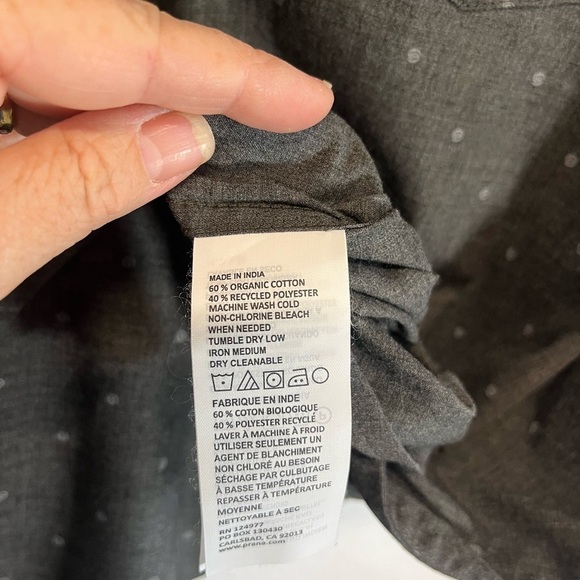 MADE IN INDIA
60 % ORGANIC COTTON
40 % RECYCLED POLYESTER
MACHINE WASH COLD
NON-CHLORINE BLEACH
WHEN NEEDED
TUMBLE DRY LOW
IRON MEDIUM
DRY CLEANABLE
FABRIQUE EN INDE
60 % COTON BIOLOGIQUE
40 % POLYESTER RECYCLÉ
LAVER À MACHINE À FROID
UTILISER SEULEMENT UN
AGENT DE BLANCHIMENT
NON CHLORÉ AU BESOIN
SÉCHAGE PAR CULBUTAGE
À BASSE TEMPÉRATURE
REPASSER À TEMPÉRATURE
MOYENNE
NETTOYABLE À SEC
RN 124977
PO BOX 130430
CARLSBAD, CA 92013
www.prana.com